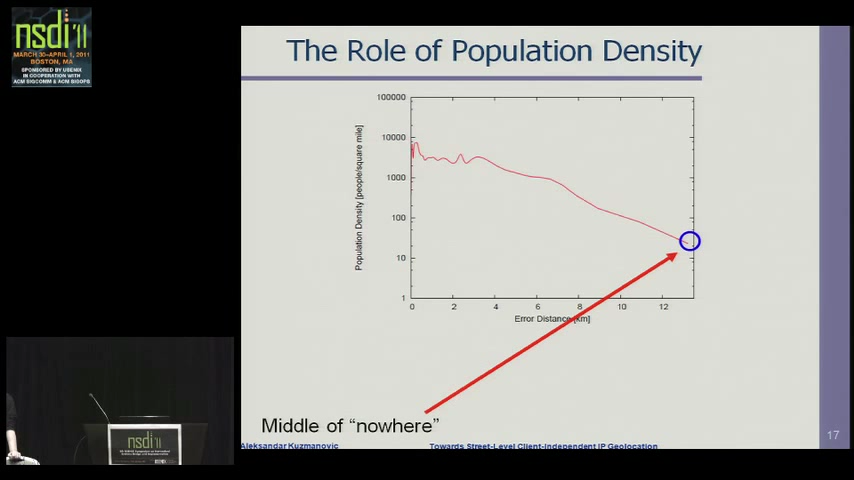 nsdi'11
MARCH 30–APRIL 1, 2011
BOSTON, MA
SPONSORED BY USENIX
IN COOPERATION WITH
ACM SIGCOMM & ACM SIGOPS
The Role of Population Density
100000
10000
1000
100
10
1
Population Density [people/square mile]
0 2 4 6 8 10 12
Error Distance [km]
Middle of “nowhere”
Aleksandar Kuzmanovic
Towards Street-Level Client-Independent IP Geolocation
17
nsdi'11